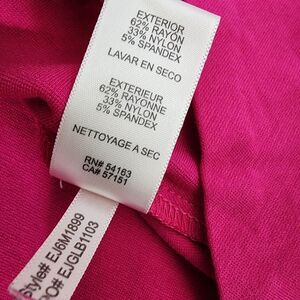 EXTERIOR
62% RAYON
33% NYLON
5% SPANDEX
LAVAR EN SECO
EXTERIEUR
62% RAYONNE
33% NYLON
5% SPANDEX
NETTOYAGE A SEC
RN# 54163
CA# 57151
Style# EJ6M1899
PO# EJGLB1103